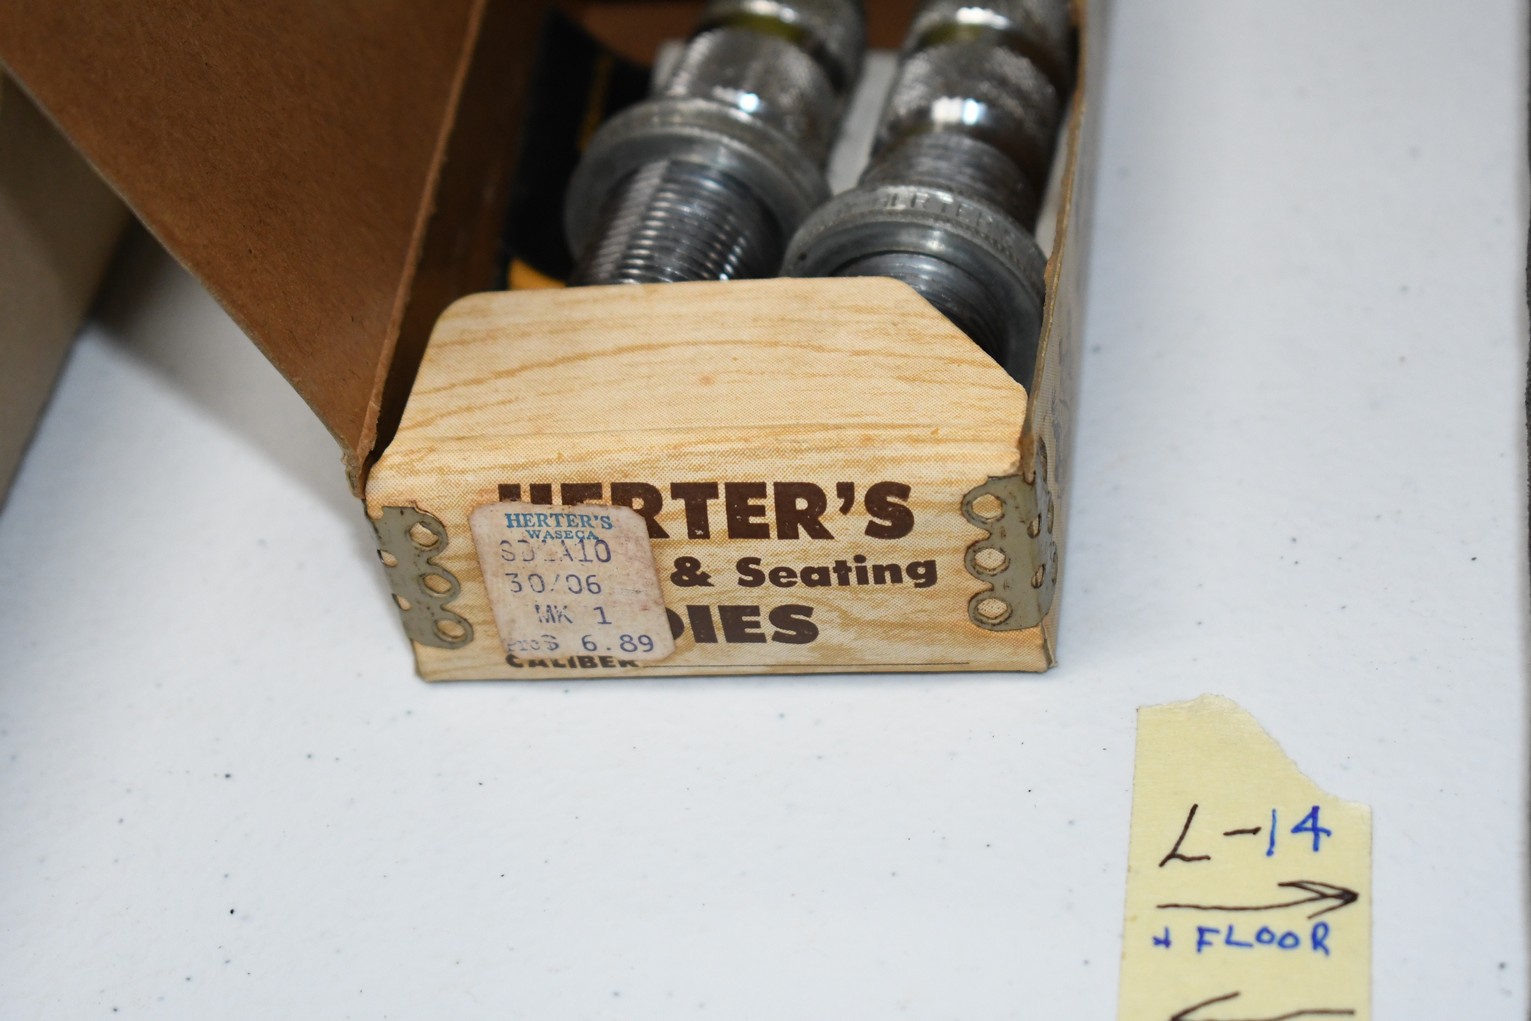 HERTER'S
HERTER'S
WASECA
30/06
MK 1
$ 6.89
& Seating
DIES
CALIBER
L-14
+ FLOOR